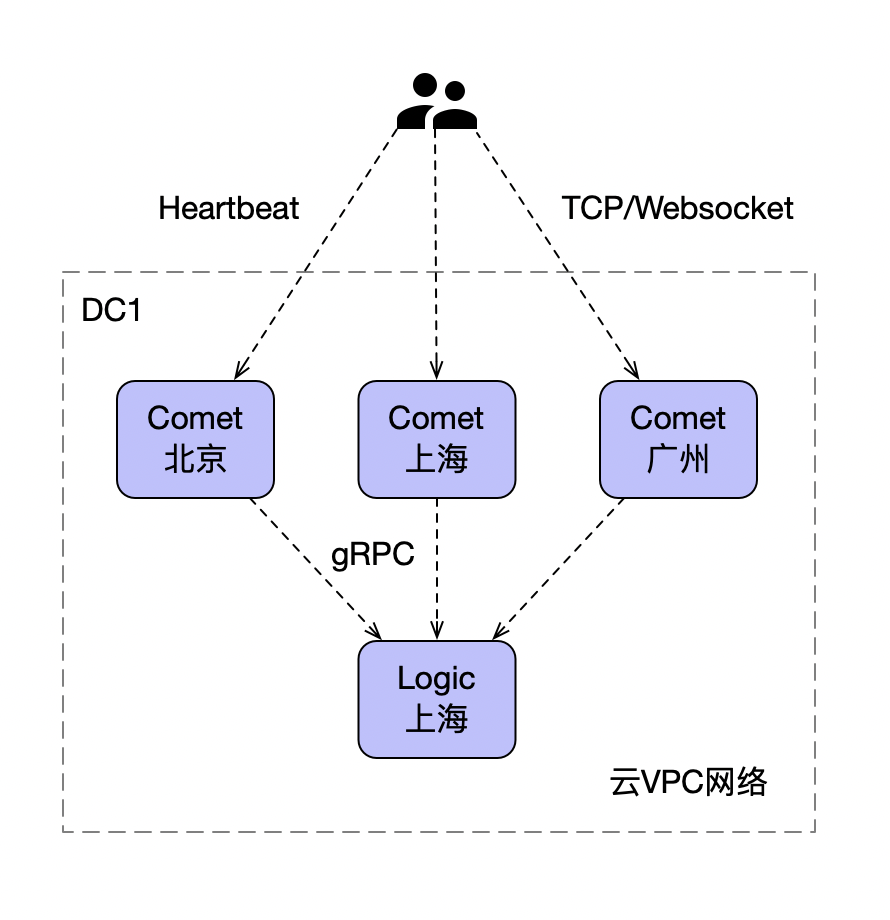 Heartbeat
TCP/Websocket
DC1
Comet
北京
Comet
上海
Comet
广州
gRPC
Logic
上海
云VPC网络